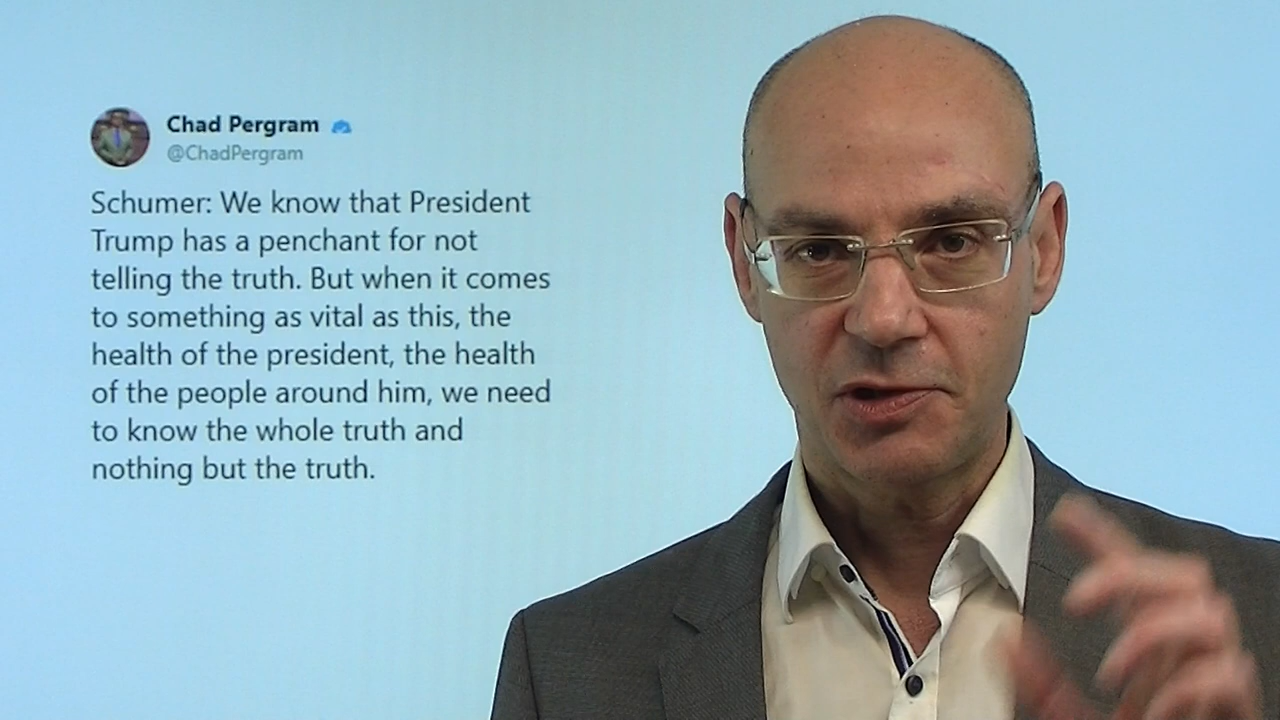 Chad Pergram
@ChadPergram
Schumer: We know that President
Trump has a penchant for not
telling the truth. But when it comes
to something as vital as this, the
health of the president, the health
of the people around him, we need
to know the whole truth and
nothing but the truth.